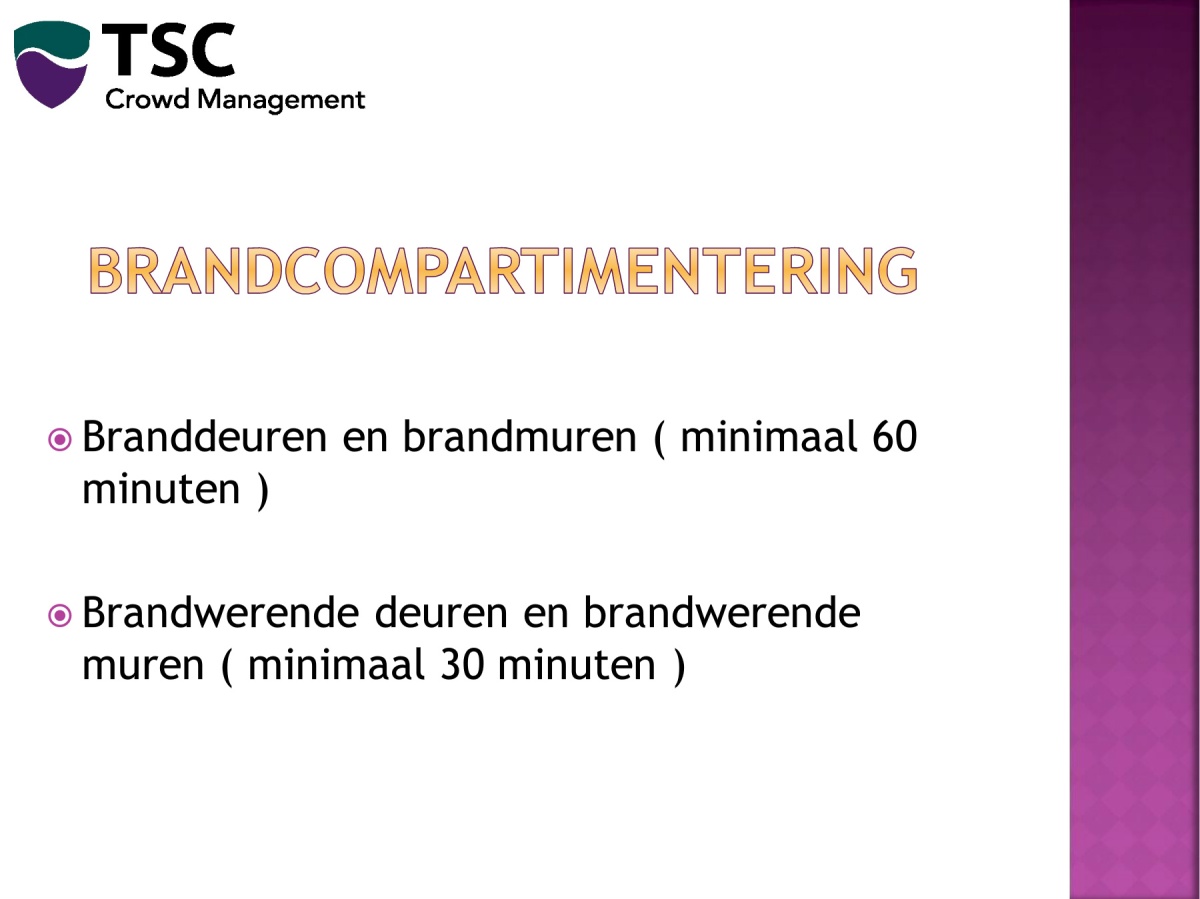 TSC
Crowd Management
BRANDCOMPARTIMENTERING
Branddeuren en brandmuren ( minimaal 60
minuten )
Brandwerende deuren en brandwerende
muren ( minimaal 30 minuten )